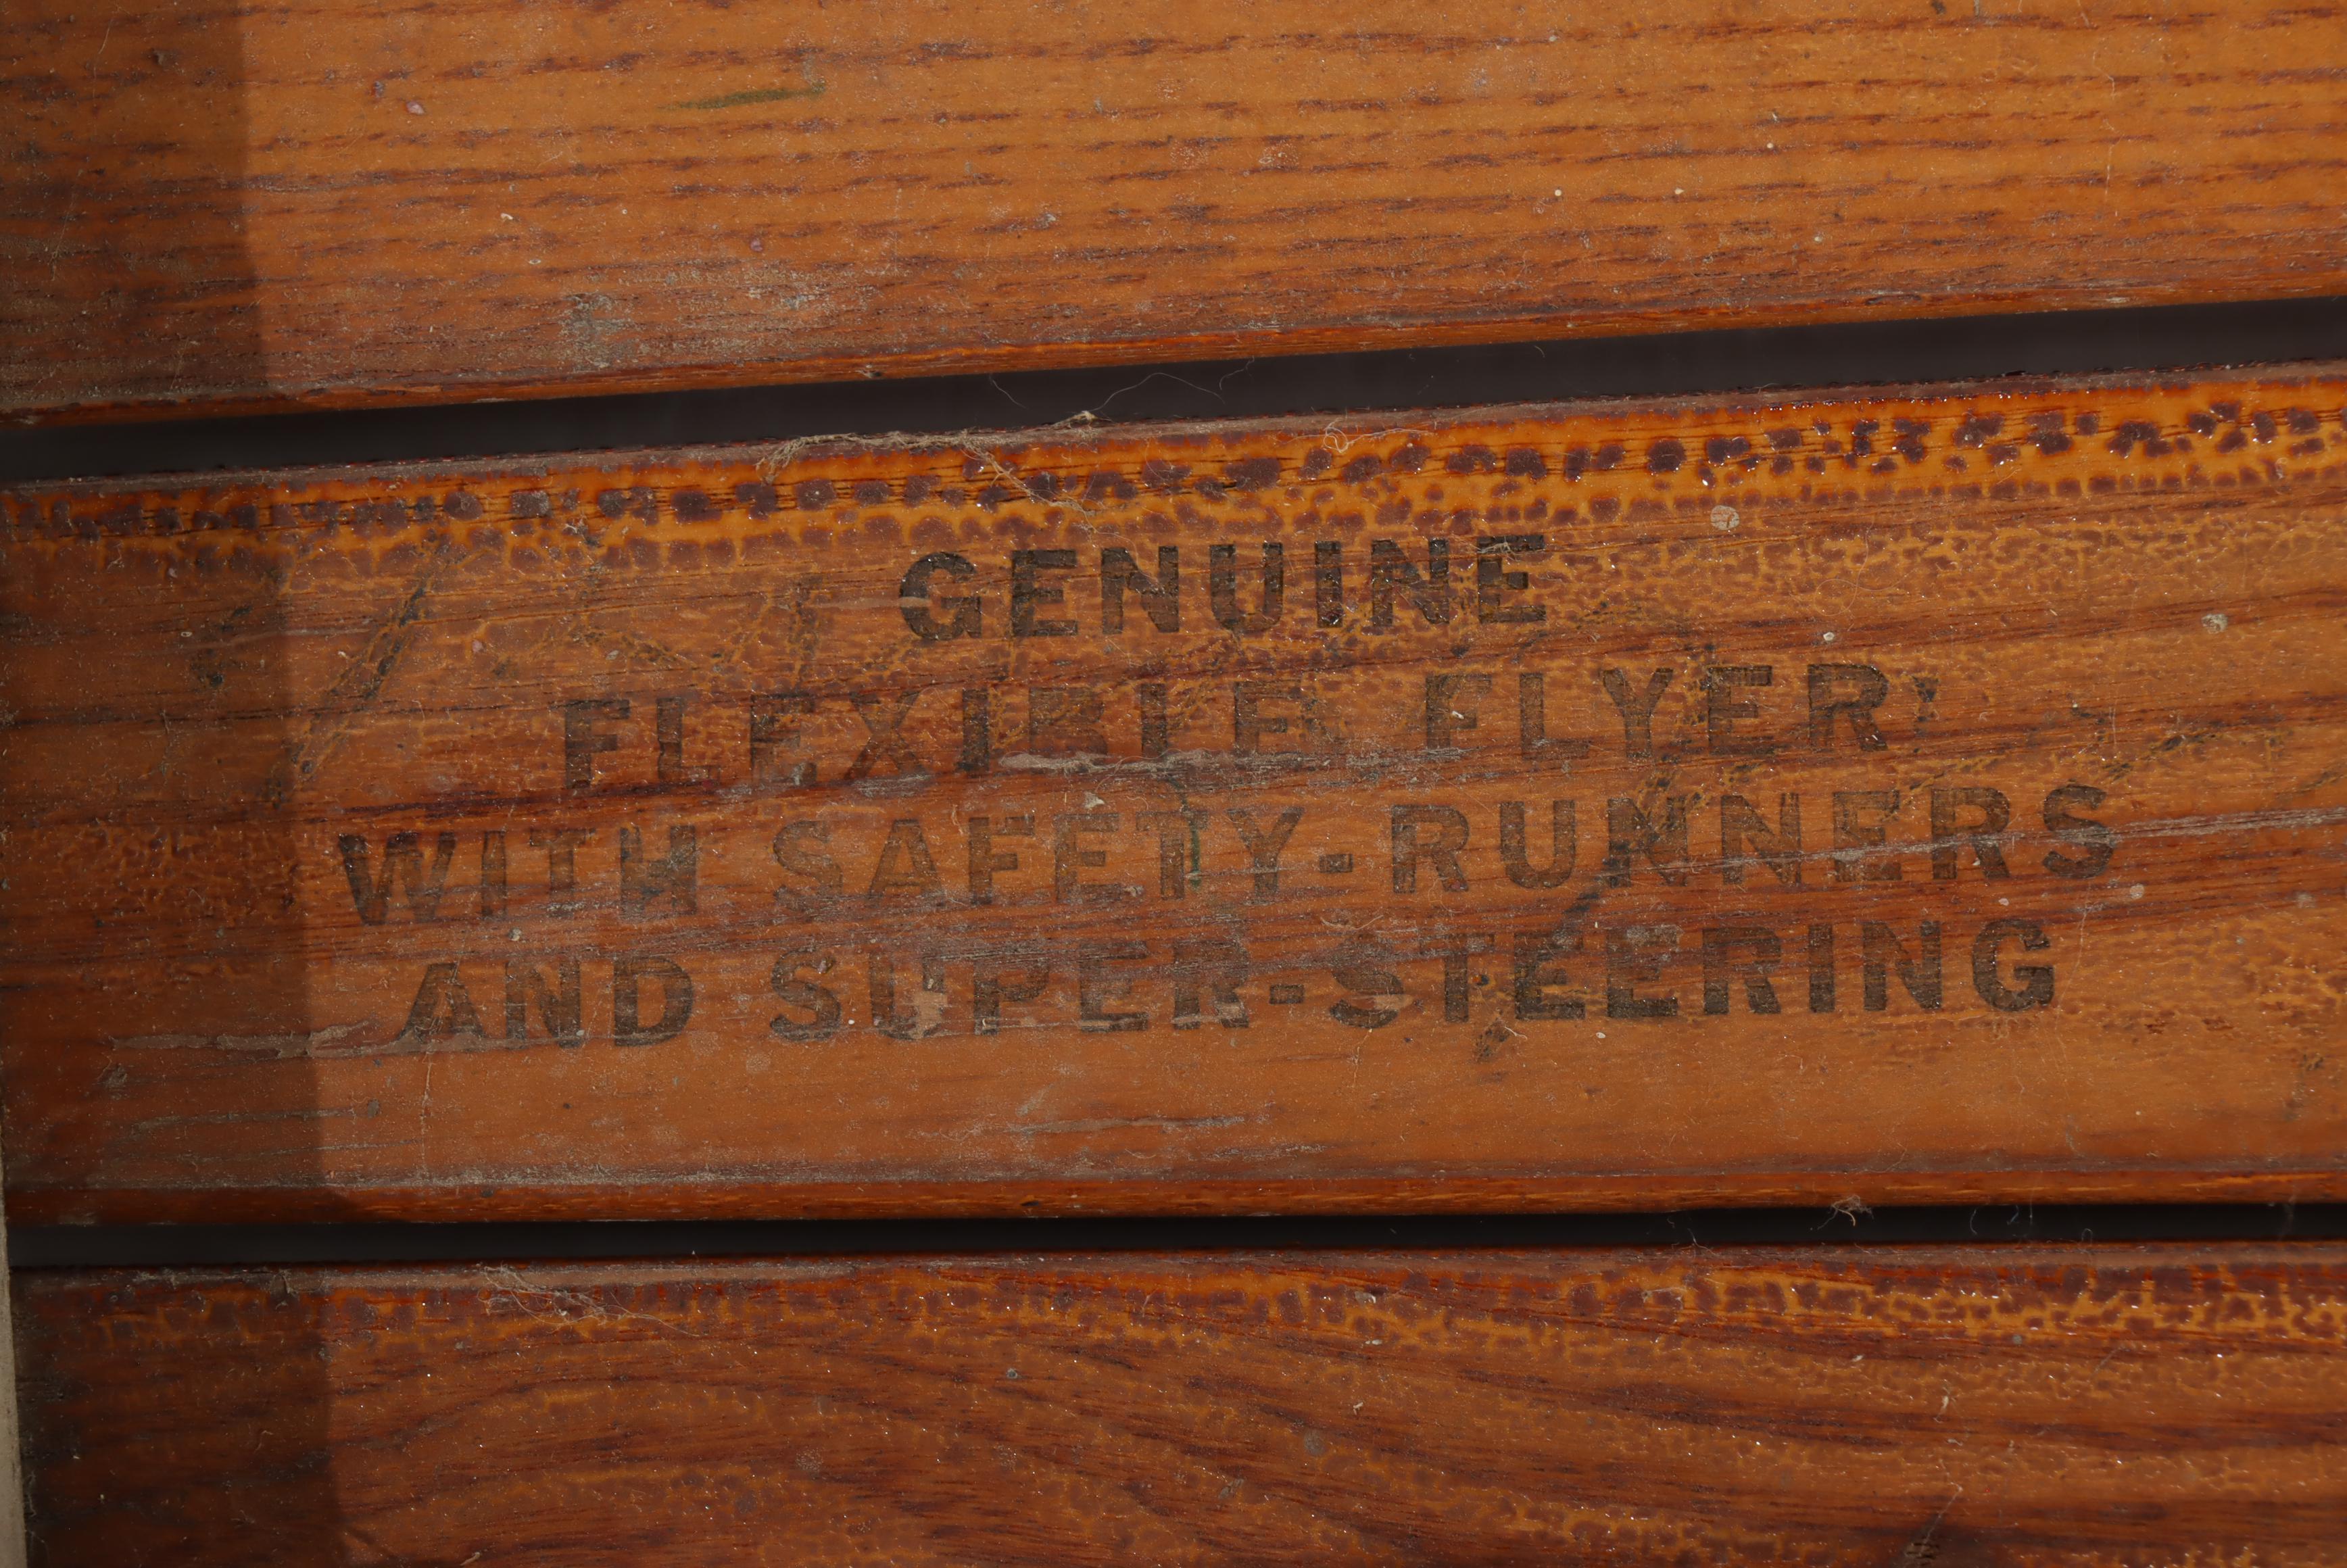 GENUINE
FLEXIBLE FLYER
WITH SAFETY-RUNNERS
AND SUPER-STEERING